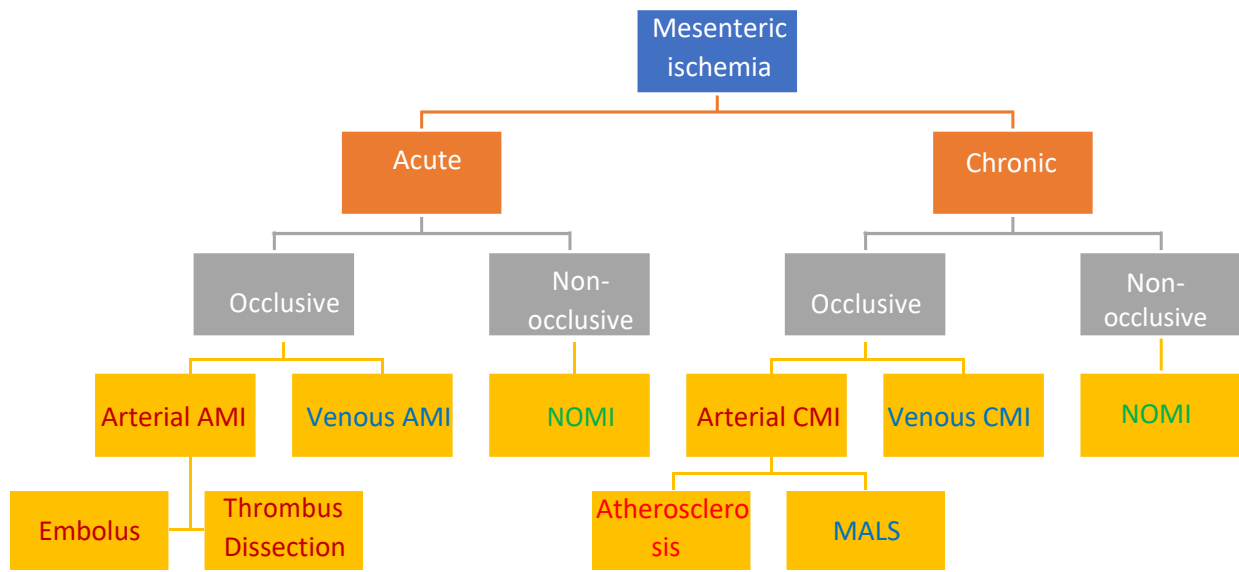 Mesenteric
ischemia
Acute
Chronic
Occlusive
Non-
occlusive
Occlusive
Non-
occlusive
Arterial AMI
Venous AMI
NOMI
Arterial CMI
Venous CMI
NOMI
Embolus
Thrombus
Dissection
Atherosclero
sis
MALS